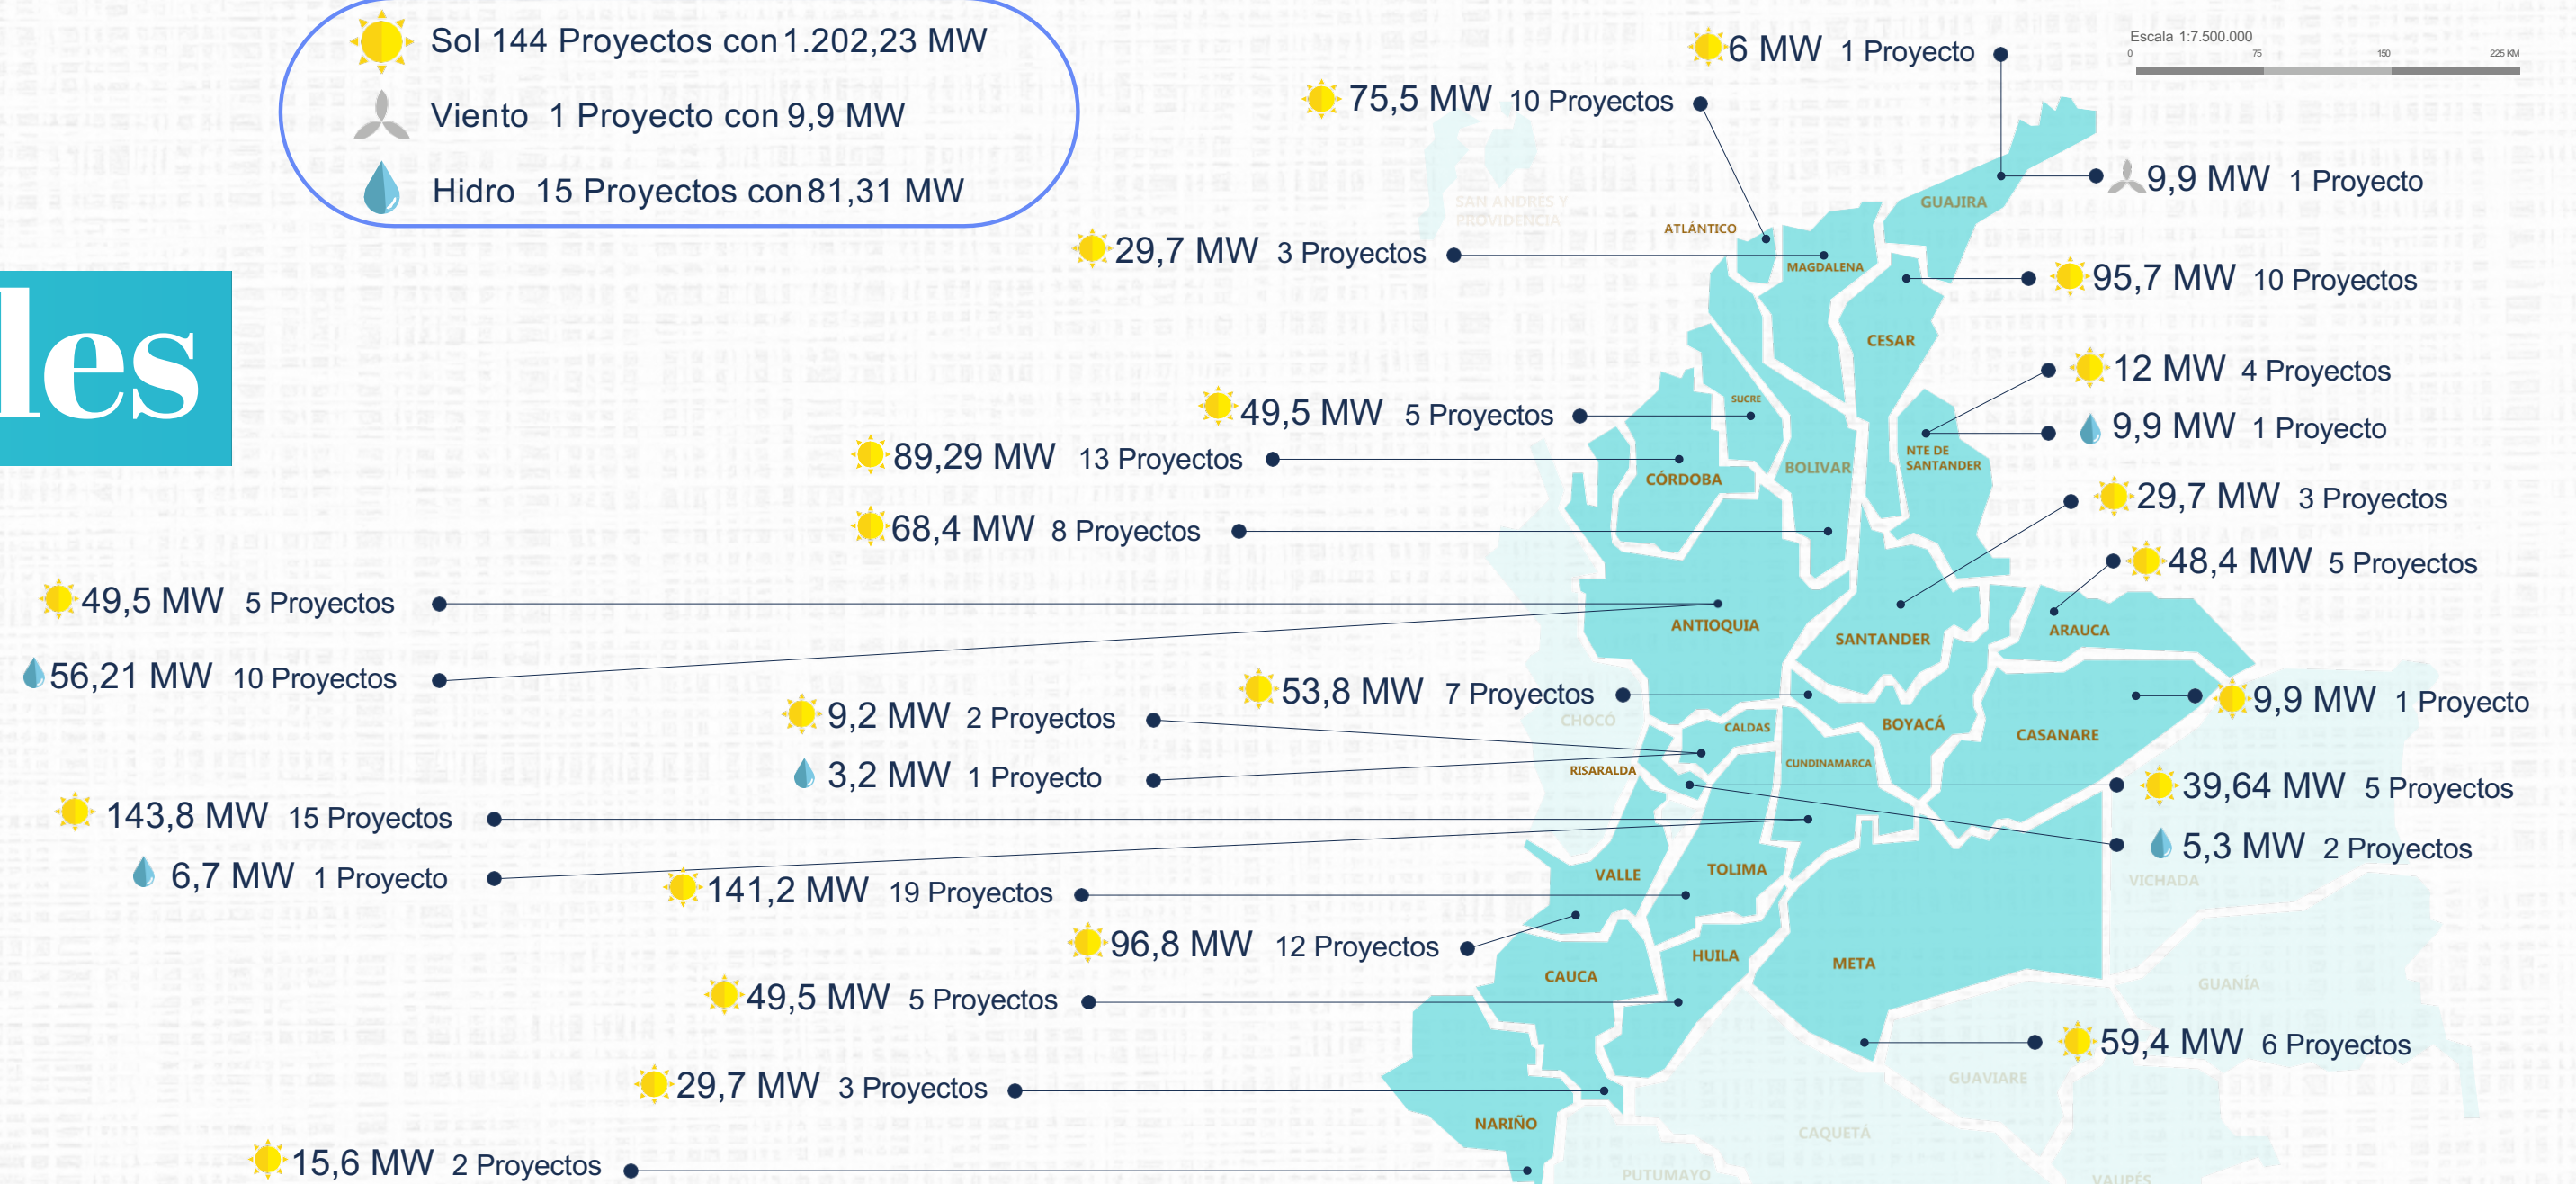 Sol 144 Proyectos con 1.202,23 MW
Viento 1 Proyecto con 9,9 MW
Hidro 15 Proyectos con 81,31 MW
les
Escala 1:7.500.000
0 75 150 225 KM
6 MW 1 Proyecto
75,5 MW 10 Proyectos
9,9 MW 1 Proyecto
SAN ANDRÉS Y
PROVIDENCIA
GUAJIRA
ATLÁNTICO
29,7 MW 3 Proyectos
MAGDALENA
95,7 MW 10 Proyectos
CESAR
12 MW 4 Proyectos
SUCRE
49,5 MW 5 Proyectos
9,9 MW 1 Proyecto
89,29 MW 13 Proyectos
NTE DE
SANTANDER
CÓRDOBA
BOLIVAR
29,7 MW 3 Proyectos
68,4 MW 8 Proyectos
48,4 MW 5 Proyectos
49,5 MW 5 Proyectos
ANTIOQUIA
SANTANDER
ARAUCA
56,21 MW 10 Proyectos
53,8 MW 7 Proyectos
9,9 MW 1 Proyecto
9,2 MW 2 Proyectos
CHOCÓ
CALDAS
BOYACÁ
CASANARE
3,2 MW 1 Proyecto
RISARALDA
CUNDINAMARCA
39,64 MW 5 Proyectos
143,8 MW 15 Proyectos
5,3 MW 2 Proyectos
6,7 MW 1 Proyecto
VALLE
TOLIMA
VICHADA
141,2 MW 19 Proyectos
96,8 MW 12 Proyectos
HUILA
META
CAUCA
GUANÍA
49,5 MW 5 Proyectos
59,4 MW 6 Proyectos
29,7 MW 3 Proyectos
GUAVIARE
NARIÑO
CAQUETÁ
15,6 MW 2 Proyectos
PUTUMAYO
VAUPÉS